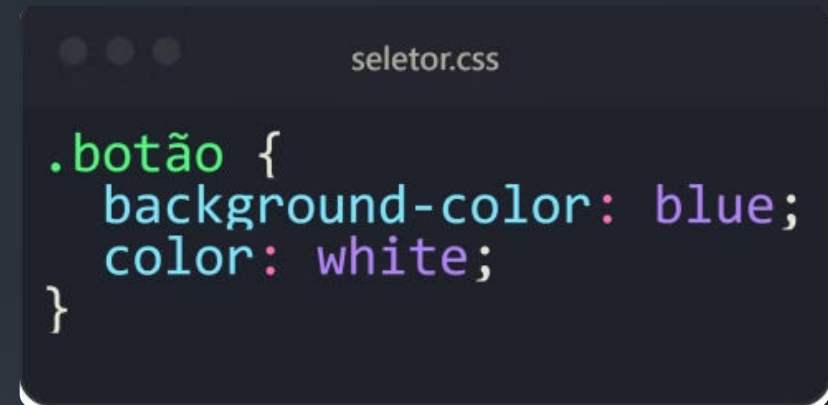 seletor.css
.botão {
background-color: blue;
color: white;
}